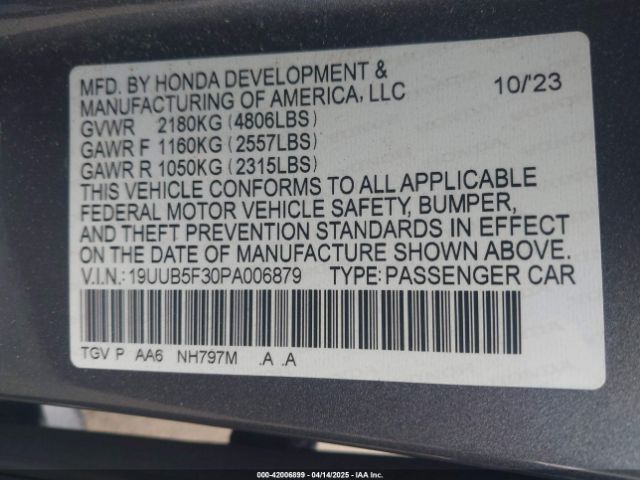 MFD. BY HONDA DEVELOPMENT &
MANUFACTURING OF AMERICA, LLC 10/'23
GVWR 2180KG (4806LBS)
GAWR F 1160KG (2557LBS)
GAWR R 1050KG (2315LBS)
THIS VEHICLE CONFORMS TO ALL APPLICABLE
FEDERAL MOTOR VEHICLE SAFETY, BUMPER,
AND THEFT PREVENTION STANDARDS IN EFFECT
ON THE DATE OF MANUFACTURE SHOWN ABOVE.
V.I.N.: 19UUB5F30PA006879 TYPE: PASSENGER CAR
TGV P AA6 NH797M .A .A
000-42006899 - 04/14/2025 - IAA Inc.